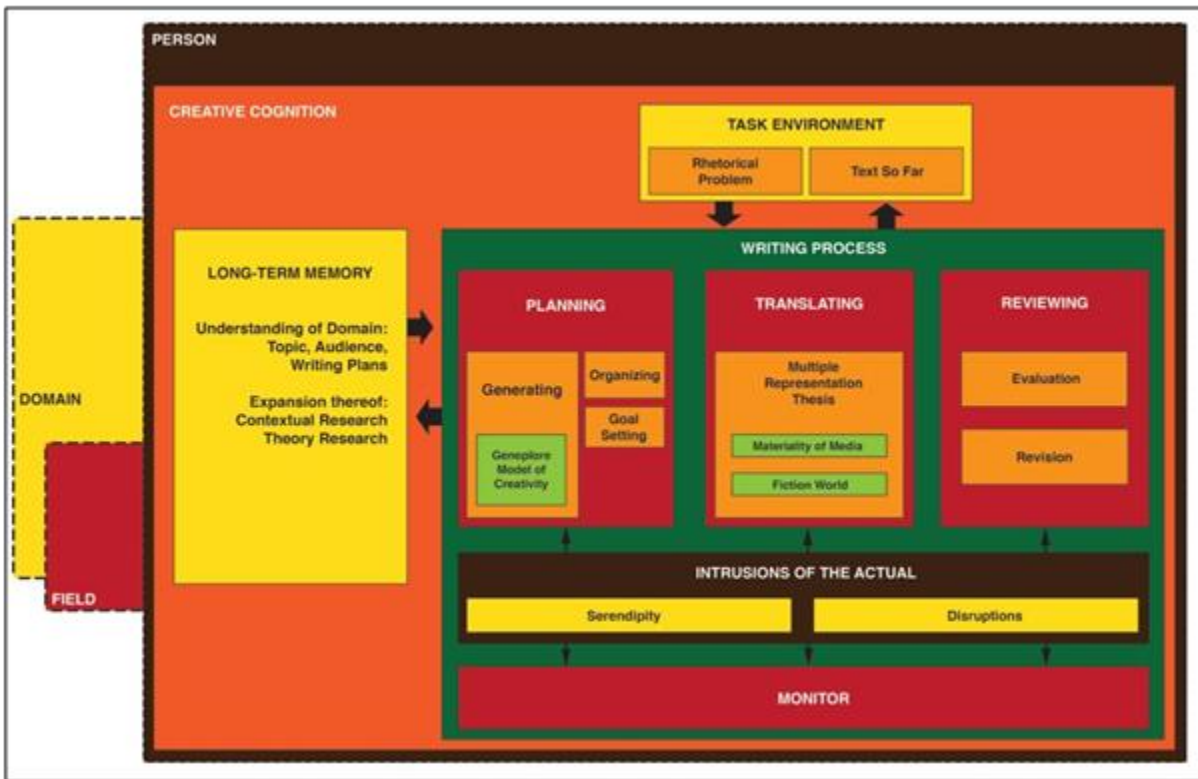 PERSON
CREATIVE COGNITION
TASK ENVIRONMENT
Rhetorical
Problem
Text So Far
WRITING PROCESS
LONG-TERM MEMORY
Understanding of Domain:
Topic, Audience,
Writing Plans
Expansion thereof:
Contextual Research
Theory Research
DOMAIN
FIELD
PLANNING
Generating
Geneplore
Model of
Creativity
Organizing
Goal
Setting
TRANSLATING
Multiple
Representation
Thesis
Materiality of Media
Fiction World
REVIEWING
Evaluation
Revision
INTRUSIONS OF THE ACTUAL
Serendipity
Disruptions
MONITOR